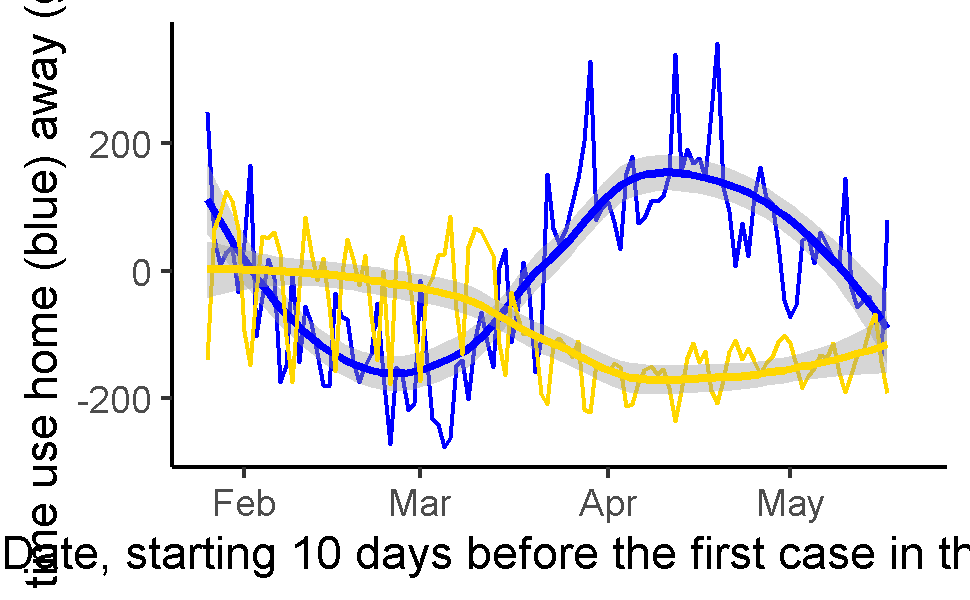 time use home (blue) away (
200
0
-200
Feb Mar Apr May
Date, starting 10 days before the first case in th